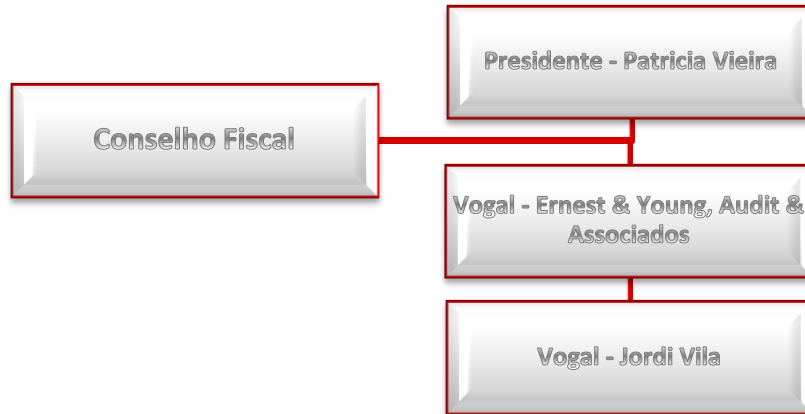 Presidente - Patricia Vieira
Conselho Fiscal
Vogal - Ernest & Young, Audit &
Associados
Vogal - Jordi Vila